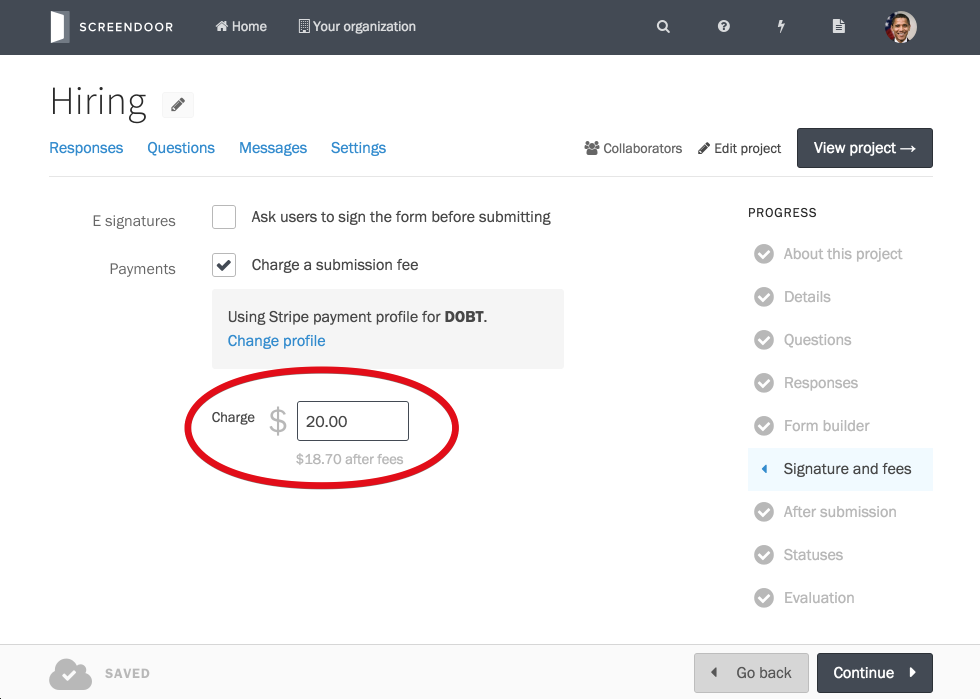 SCREENDOOR Home Your organization
Hiring
Responses Questions Messages Settings Collaborators Edit project View project →
E signatures Ask users to sign the form before submitting
Payments Charge a submission fee
Using Stripe payment profile for DOBT.
Change profile
Charge $ 20.00
$18.70 after fees
PROGRESS
About this project
Details
Questions
Responses
Form builder
Signature and fees
After submission
Statuses
Evaluation
SAVED Go back Continue